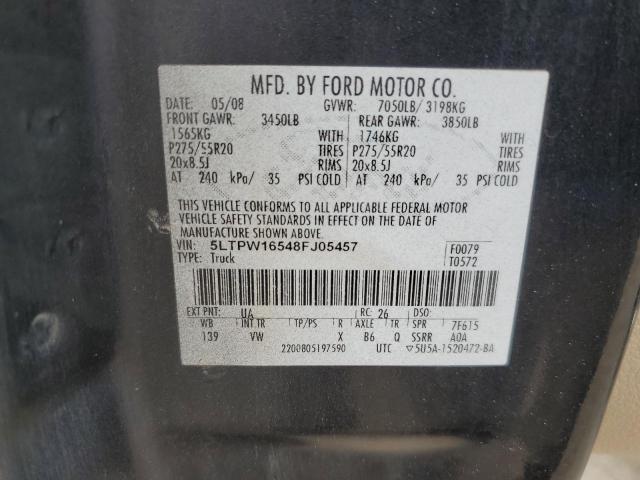 MFD. BY FORD MOTOR CO.
DATE: 05/08 GVWR: 7050LB/ 3198KG
FRONT GAWR: 3450LB REAR GAWR: 3850LB
1565KG WITH 1746KG WITH
P275/55R20 TIRES P275/55R20 TIRES
20x8.5J RIMS 20x8.5J RIMS
AT 240 kPa/ 35 PSI COLD AT 240 kPa/ 35 PSI COLD
THIS VEHICLE CONFORMS TO ALL APPLICABLE FEDERAL MOTOR
VEHICLE SAFETY STANDARDS IN EFFECT ON THE DATE OF
MANUFACTURE SHOWN ABOVE.
VIN: 5LTPW16548FJ05457 F0079
TYPE: Truck T0572
EXT PNT: UA RC: 26 DSO:
WB INT TR TP/PS R AXLE TR SPR 7F615
139 VW X B6 Q SSRR A0A
2200805197590 UTC ▽5U5A-1520472-BA